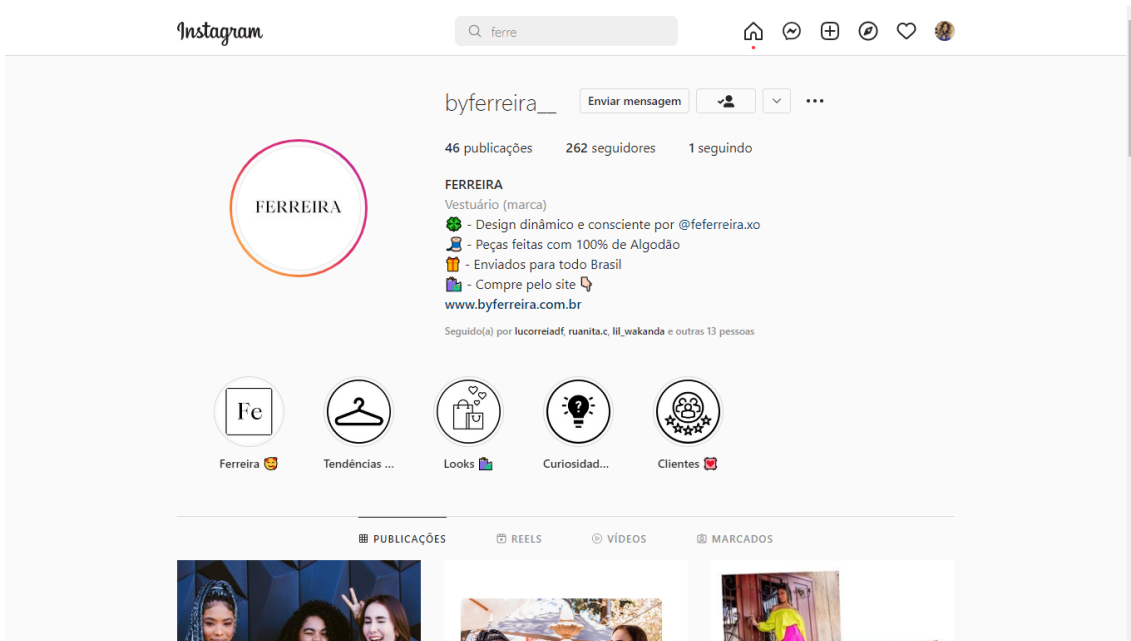 Instagram
ferre
byferreira__ Enviar mensagem
46 publicações 262 seguidores 1 seguindo
FERREIRA
FERREIRA
Vestuário (marca)
🍀 - Design dinâmico e consciente por @feferreira.xo
🧵 - Peças feitas com 100% de Algodão
🎁 - Enviados para todo Brasil
🛍 - Compre pelo site 👇🏻
www.byferreira.com.br
Seguido(a) por lucorreiadf, ruanita.c, lil_wakanda e outras 13 pessoas
Fe
Ferreira 🥰 Tendências ... Looks 🛍 Curiosidad... Clientes 💟
PUBLICAÇÕES REELS VÍDEOS MARCADOS